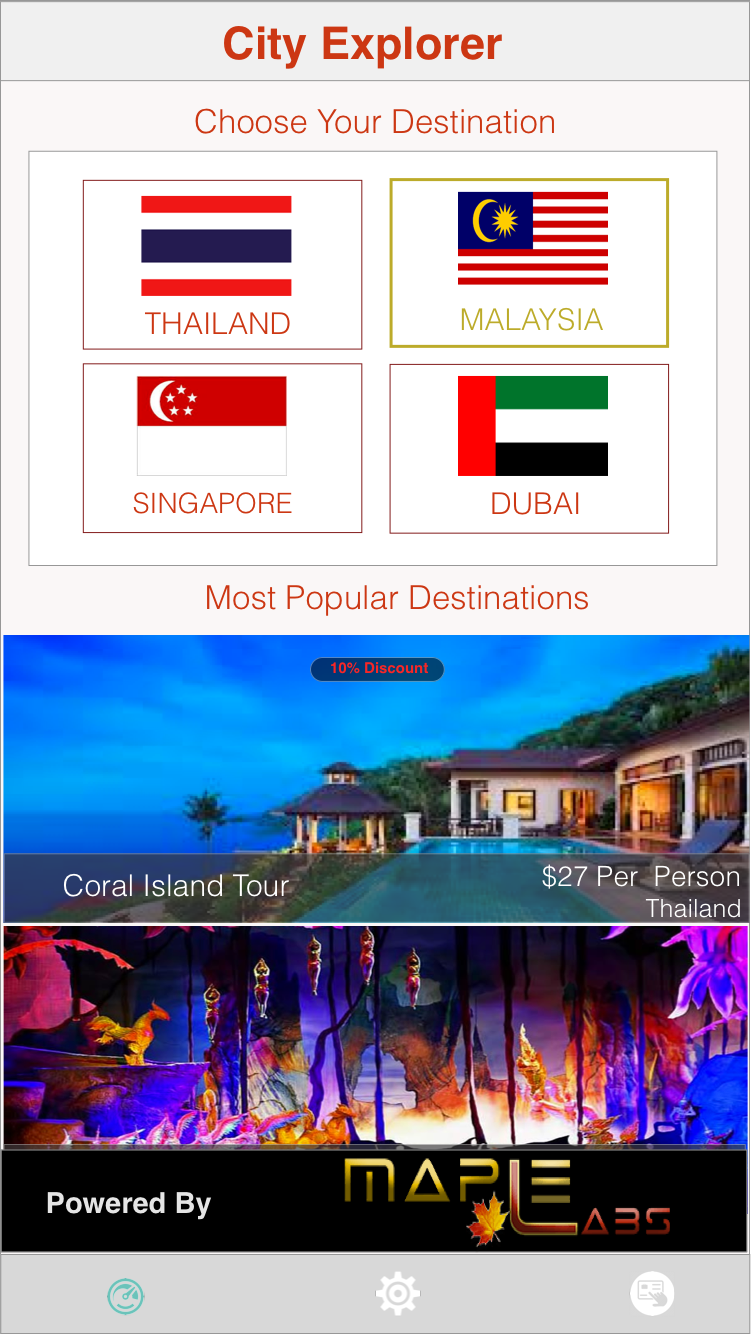 City Explorer
Choose Your Destination
THAILAND
MALAYSIA
SINGAPORE
DUBAI
Most Popular Destinations
10% Discount
Coral Island Tour
$27 Per Person
Thailand
Powered By
MAPLE
LABS